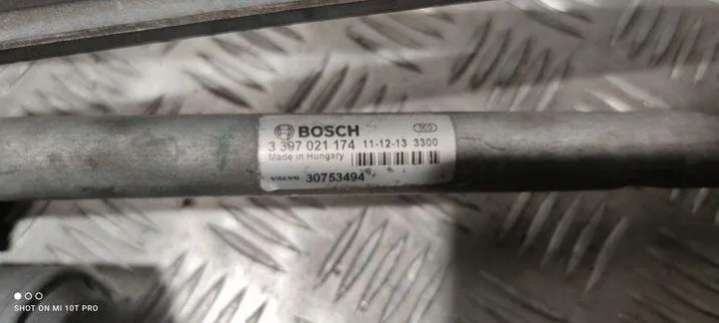 BOSCH
3 397 021 174 11-12-13 3300
Made in Hungary
VOLVO 30753494
SHOT ON MI 10T PRO